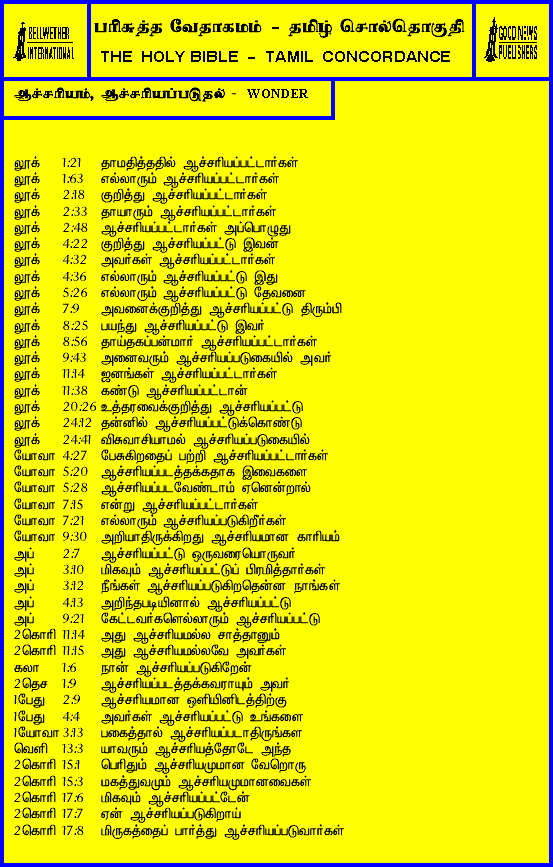 BELLWETHER INTERNATIONAL
பரிசுத்த வேதாகமம் - தமிழ் சொல்தொகுதி
THE HOLY BIBLE - TAMIL CONCORDANCE
GOOD NEWS PUBLISHERS
ஆச்சரியம், ஆச்சரியப்படுதல் - WONDER
லூக் 1:21 தாமதித்ததில் ஆச்சரியப்பட்டார்கள்
லூக் 1:63 எல்லாரும் ஆச்சரியப்பட்டார்கள்
லூக் 2:18 குறித்து ஆச்சரியப்பட்டார்கள்
லூக் 2:33 தாயாரும் ஆச்சரியப்பட்டார்கள்
லூக் 2:48 ஆச்சரியப்பட்டார்கள் அப்பொழுது
லூக் 4:22 குறித்து ஆச்சரியப்பட்டு இவன்
லூக் 4:32 அவர்கள் ஆச்சரியப்பட்டார்கள்
லூக் 4:36 எல்லாரும் ஆச்சரியப்பட்டு இது
லூக் 5:26 எல்லாரும் ஆச்சரியப்பட்டு தேவனை
லூக் 7:9 அவனைக்குறித்து ஆச்சரியப்பட்டு திரும்பி
லூக் 8:25 பயந்து ஆச்சரியப்பட்டு இவர்
லூக் 8:56 தாய்தகப்பன்மார் ஆச்சரியப்பட்டார்கள்
லூக் 9:43 அனைவரும் ஆச்சரியப்படுகையில் அவர்
லூக் 11:14 ஜனங்கள் ஆச்சரியப்பட்டார்கள்
லூக் 11:38 கண்டு ஆச்சரியப்பட்டான்
லூக் 20:26 உத்தரவைக்குறித்து ஆச்சரியப்பட்டு
லூக் 24:12 தன்னில் ஆச்சரியப்பட்டுக்கொண்டு
லூக் 24:41 விசுவாசியாமல் ஆச்சரியப்படுகையில்
யோவா 4:27 பேசுகிறதைப் பற்றி ஆச்சரியப்பட்டார்கள்
யோவா 5:20 ஆச்சரியப்படத்தக்கதாக இவைகளை
யோவா 5:28 ஆச்சரியப்படவேண்டாம் ஏனென்றால்
யோவா 7:15 என்று ஆச்சரியப்பட்டார்கள்
யோவா 7:21 எல்லாரும் ஆச்சரியப்படுகிறீர்கள்
யோவா 9:30 அறியாதிருக்கிறது ஆச்சரியமான காரியம்
அப் 2:7 ஆச்சரியப்பட்டு ஒருவரையொருவர்
அப் 3:10 மிகவும் ஆச்சரியப்பட்டுப் பிரமித்தார்கள்
அப் 3:12 நீங்கள் ஆச்சரியப்படுகிறதென்ன நாங்கள்
அப் 4:13 அறிந்தபடியினால் ஆச்சரியப்பட்டு
அப் 9:21 கேட்டவர்களெல்லாரும் ஆச்சரியப்பட்டு
2கொரி 11:14 அது ஆச்சரியமல்ல சாத்தானும்
2கொரி 11:15 அது ஆச்சரியமல்லவே அவர்கள்
கலா 1:6 நான் ஆச்சரியப்படுகிறேன்
2தெச 1:9 ஆச்சரியப்படத்தக்கவராயும் அவர்
1பேது 2:9 ஆச்சரியமான ஒளியினிடத்திற்கு
1பேது 4:4 அவர்கள் ஆச்சரியப்பட்டு உங்களை
1யோவா 3:13 பகைத்தால் ஆச்சரியப்படாதிருங்கள
வெளி 13:3 யாவரும் ஆச்சரியத்தோடே அந்த
2கொரி 15:1 பெரிதும் ஆச்சரியமுமான வேறொரு
2கொரி 15:3 மகத்துவமும் ஆச்சரியமுமானவைகள்
2கொரி 17:6 மிகவும் ஆச்சரியப்பட்டேன்
2கொரி 17:7 ஏன் ஆச்சரியப்படுகிறாய்
2கொரி 17:8 மிருகத்தைப் பார்த்து ஆச்சரியப்படுவார்கள்